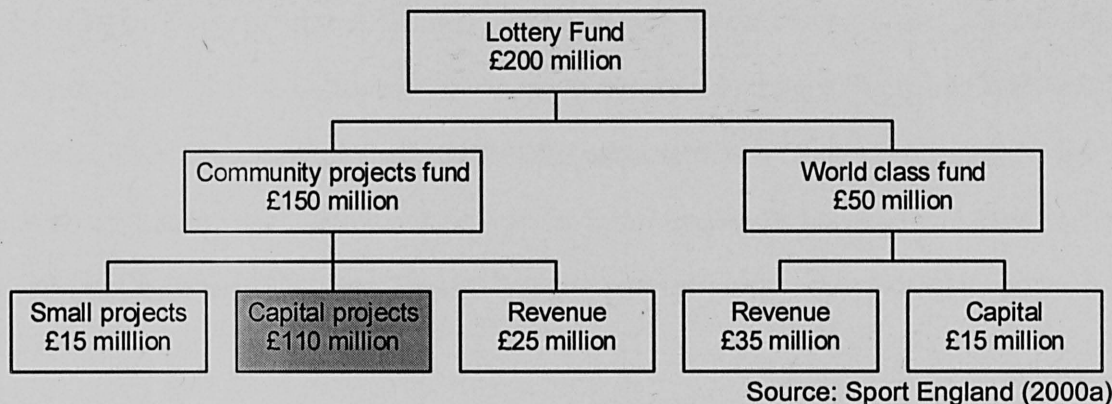 Lottery Fund
£200 million
Community projects fund
£150 million
World class fund
£50 million
Small projects
£15 milllion
Capital projects
£110 million
Revenue
£25 million
Revenue
£35 million
Capital
£15 million
Source: Sport England (2000a)